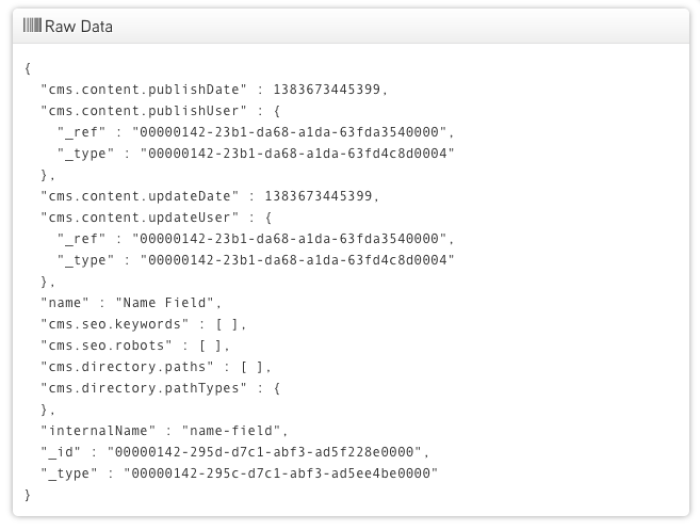 Raw Data
{
"cms.content.publishDate" : 1383673445399,
"cms.content.publishUser" : {
"_ref" : "00000142-23b1-da68-a1da-63fda3540000",
"_type" : "00000142-23b1-da68-a1da-63fd4c8d0004"
},
"cms.content.updateDate" : 1383673445399,
"cms.content.updateUser" : {
"_ref" : "00000142-23b1-da68-a1da-63fda3540000",
"_type" : "00000142-23b1-da68-a1da-63fd4c8d0004"
},
"name" : "Name Field",
"cms.seo.keywords" : [ ],
"cms.seo.robots" : [ ],
"cms.directory.paths" : [ ],
"cms.directory.pathTypes" : {
},
"internalName" : "name-field",
"_id" : "00000142-295d-d7c1-abf3-ad5f228e0000",
"_type" : "00000142-295c-d7c1-abf3-ad5ee4be0000"
}